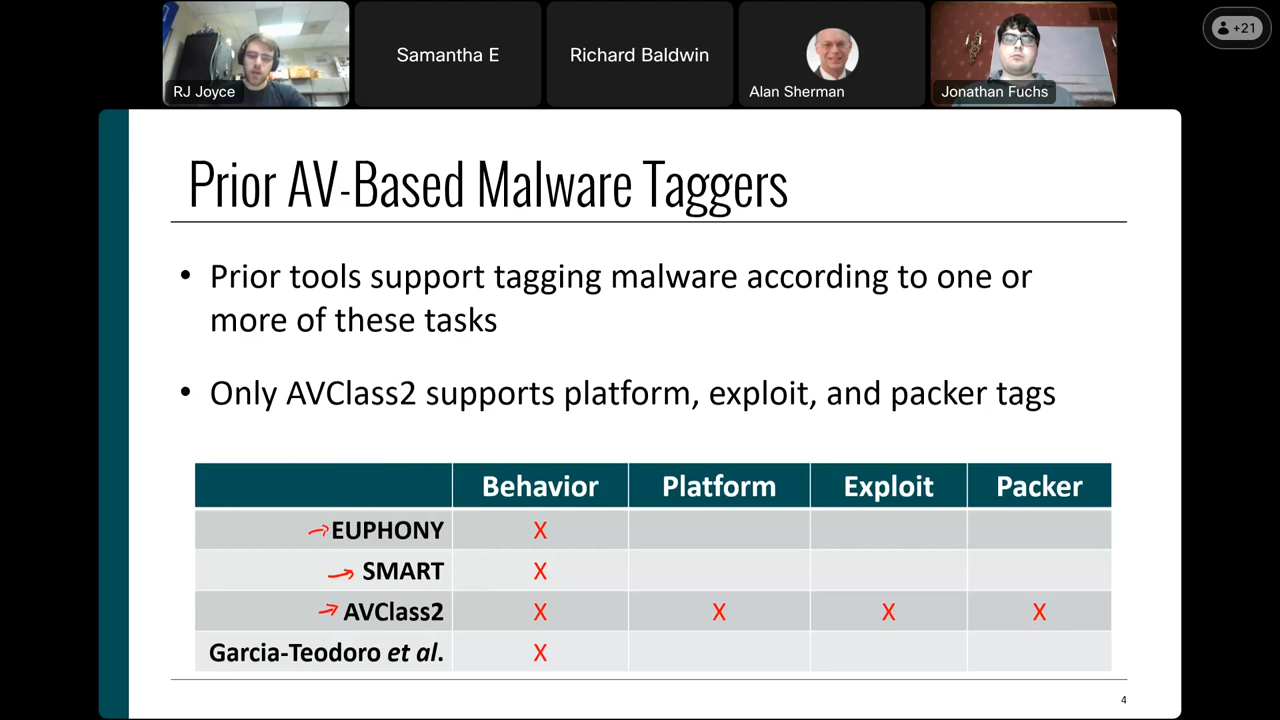 RJ Joyce
Samantha E
Richard Baldwin
Alan Sherman
Jonathan Fuchs
+21
Prior AV-Based Malware Taggers
• Prior tools support tagging malware according to one or
more of these tasks
• Only AVClass2 supports platform, exploit, and packer tags
Behavior Platform Exploit Packer
EUPHONY X
SMART X
AVClass2 X X X X
Garcia-Teodoro et al. X
4